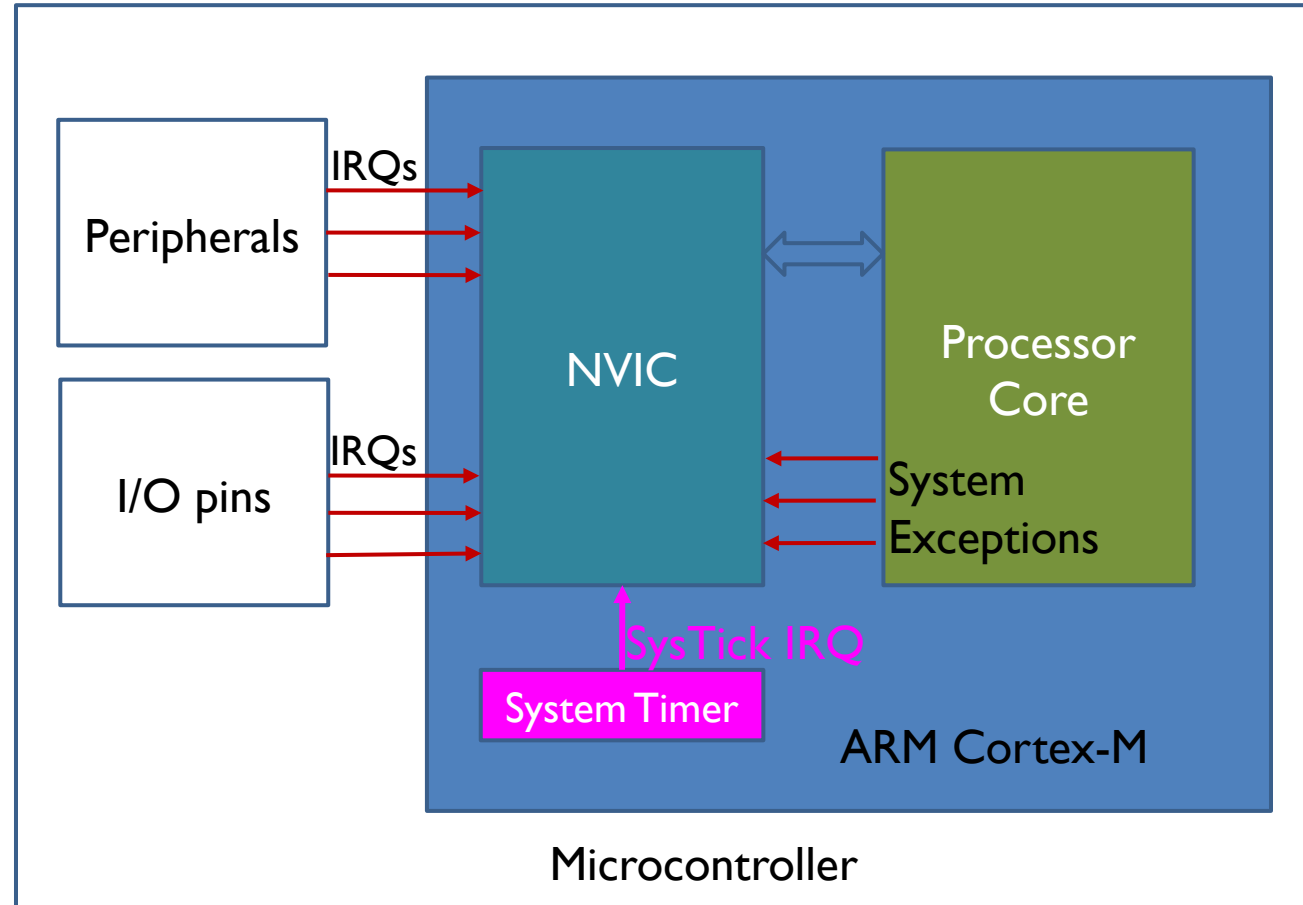 IRQs
Peripherals
NVIC
Processor
Core
IRQs
I/O pins
System
Exceptions
SysTick IRQ
System Timer
ARM Cortex-M
Microcontroller